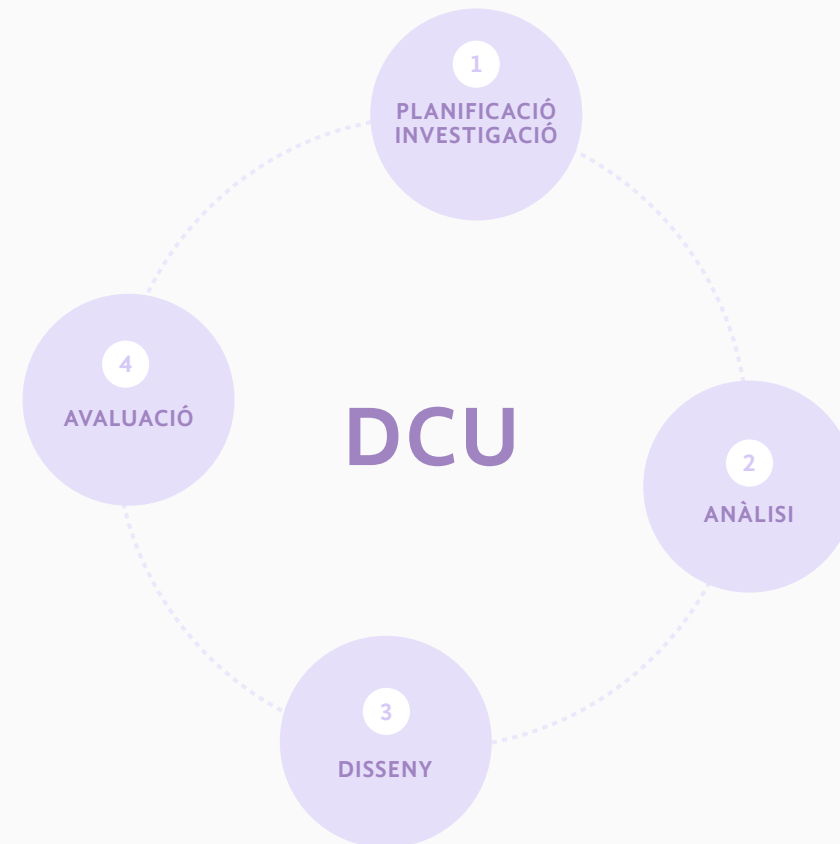 1
PLANIFICACIÓ
INVESTIGACIÓ
2
ANÀLISI
3
DISSENY
4
AVALUACIÓ
DCU